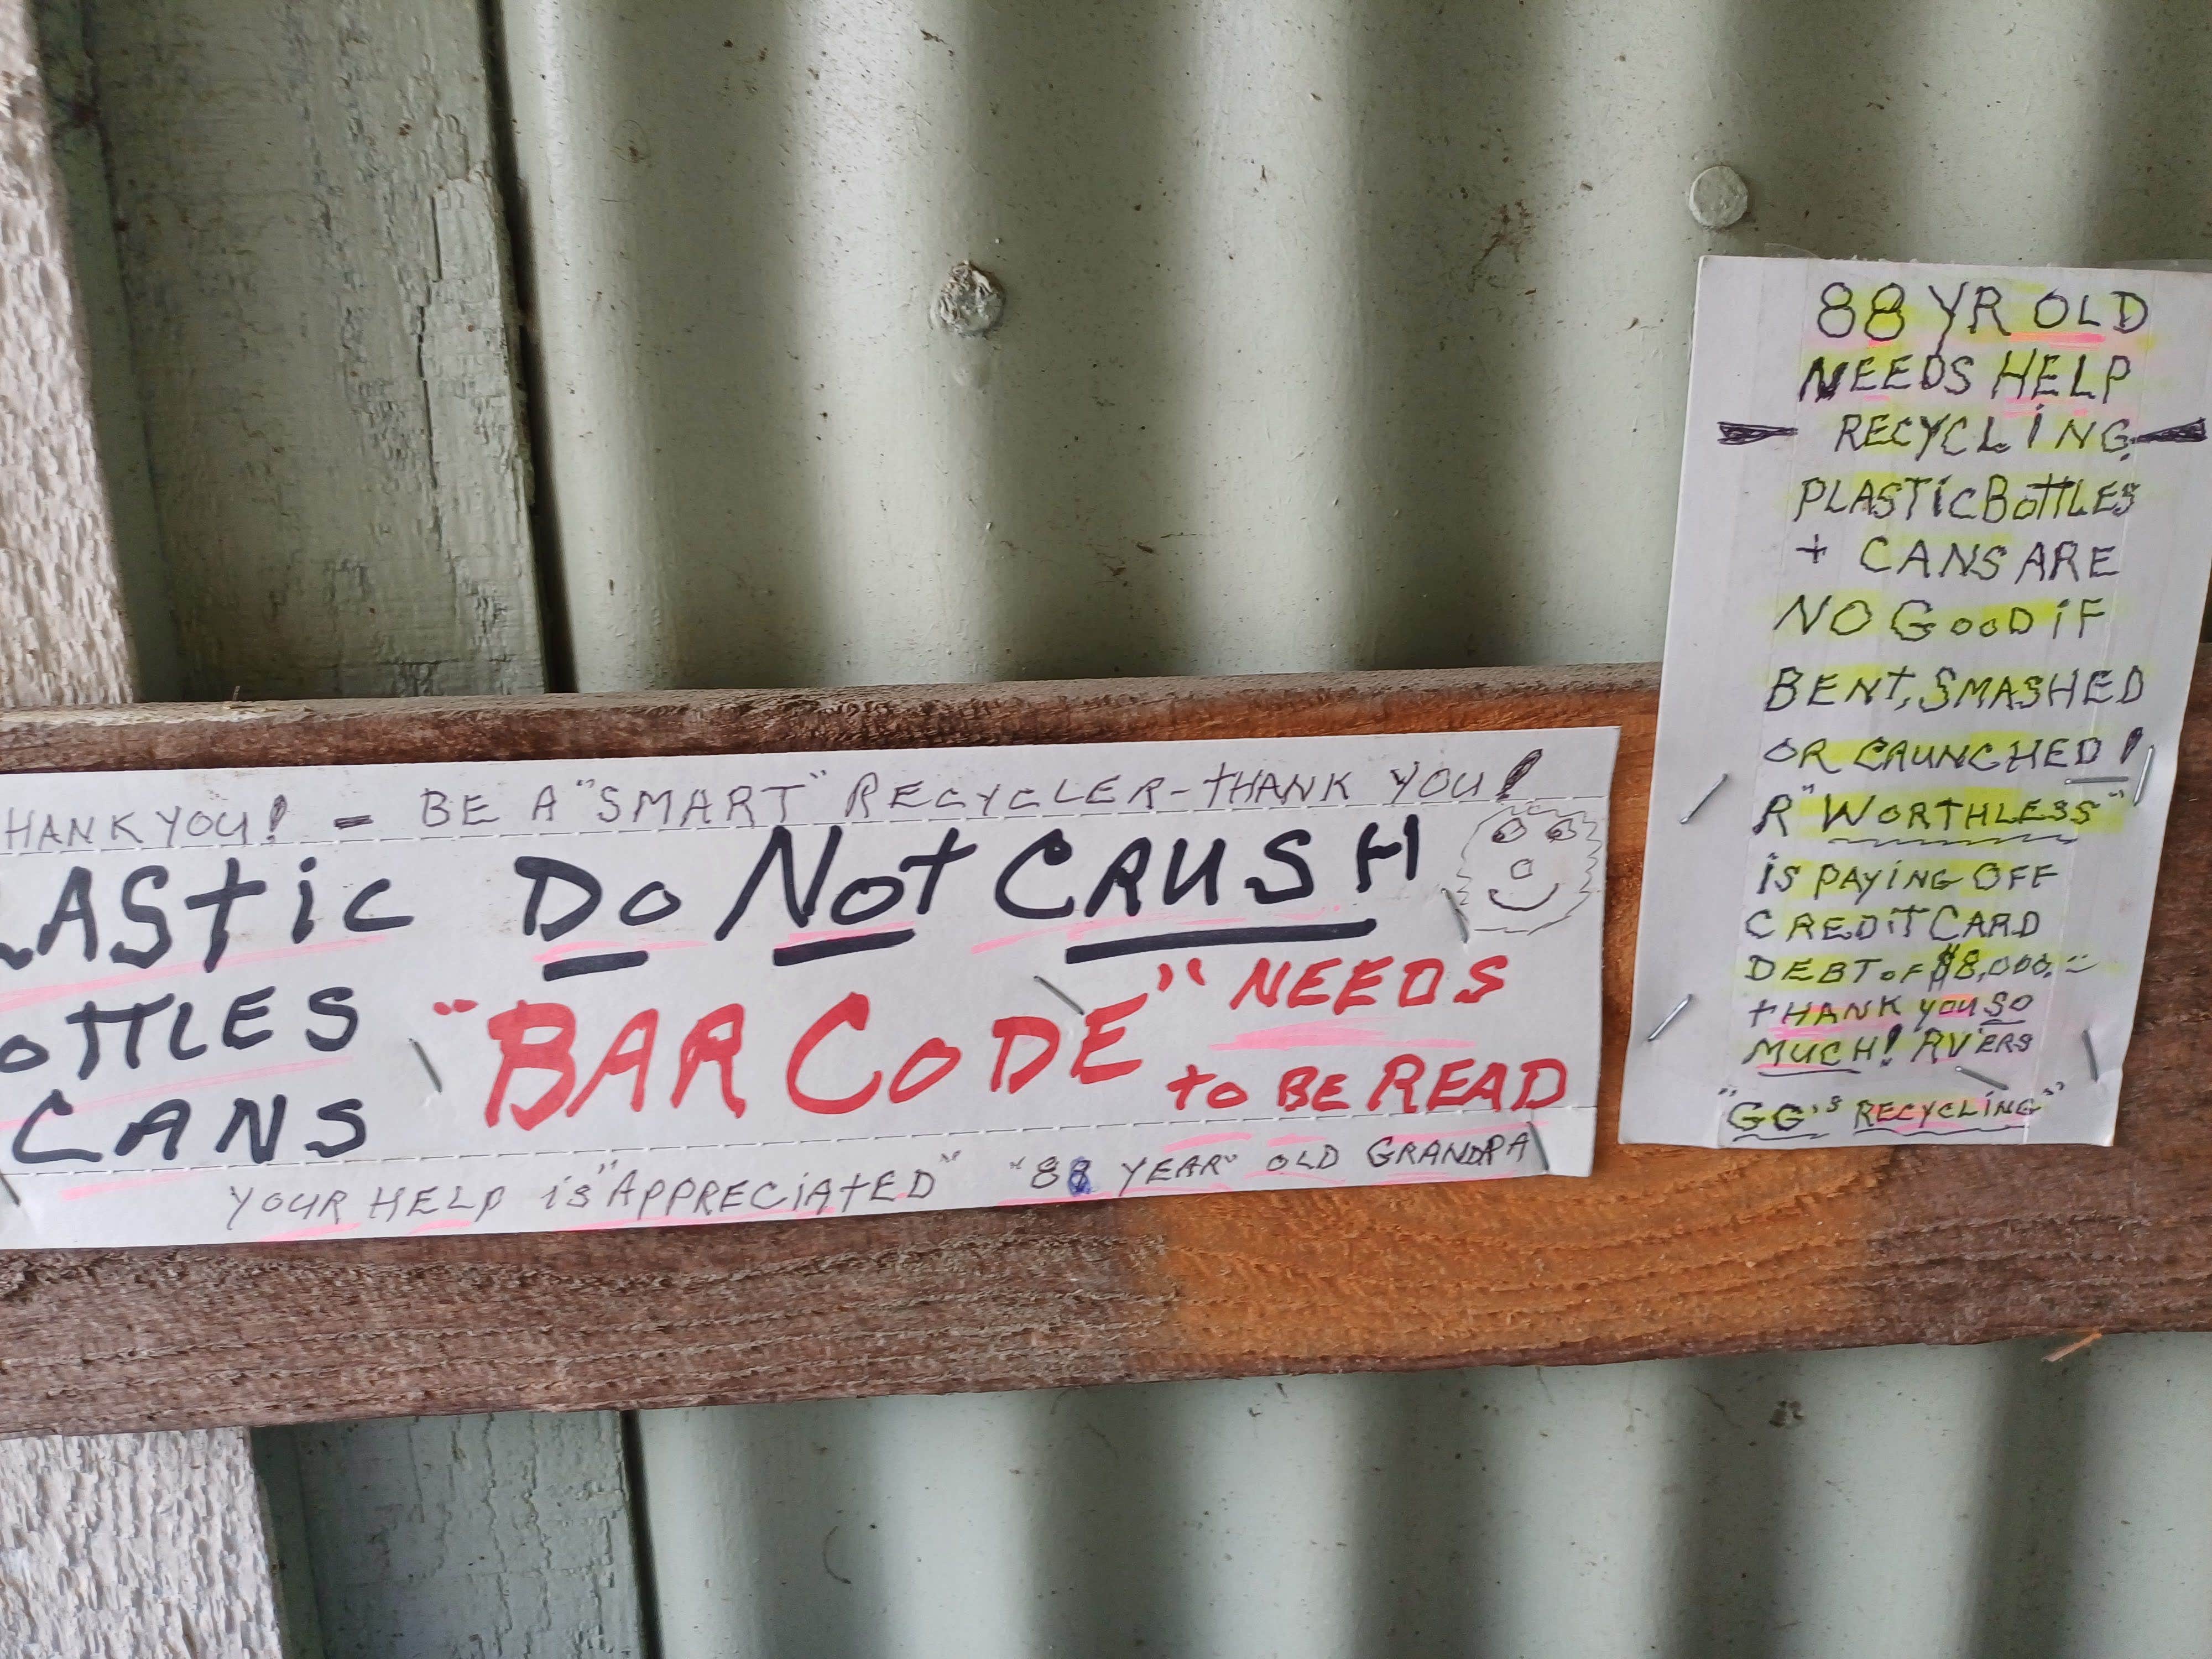 HANK YOU! - BE A "SMART" RECYCLER - THANK YOU!
LASTIC DO NOT CRUSH
OTTLES "BAR CODE" NEEDS
CANS TO BE READ
YOUR HELP IS "APPRECIATED" "88 YEAR" OLD GRANDPA
88 YR OLD
NEEDS HELP
- RECYCLING -
PLASTIC BOTTLES
+ CANS ARE
NO GOOD IF
BENT, SMASHED
OR CRUNCHED!
R "WORTHLESS"
IS PAYING OFF
CREDIT CARD
DEBT OF $8,000.=
THANK YOU SO
MUCH! RV'ERS
"GG'S RECYCLING"